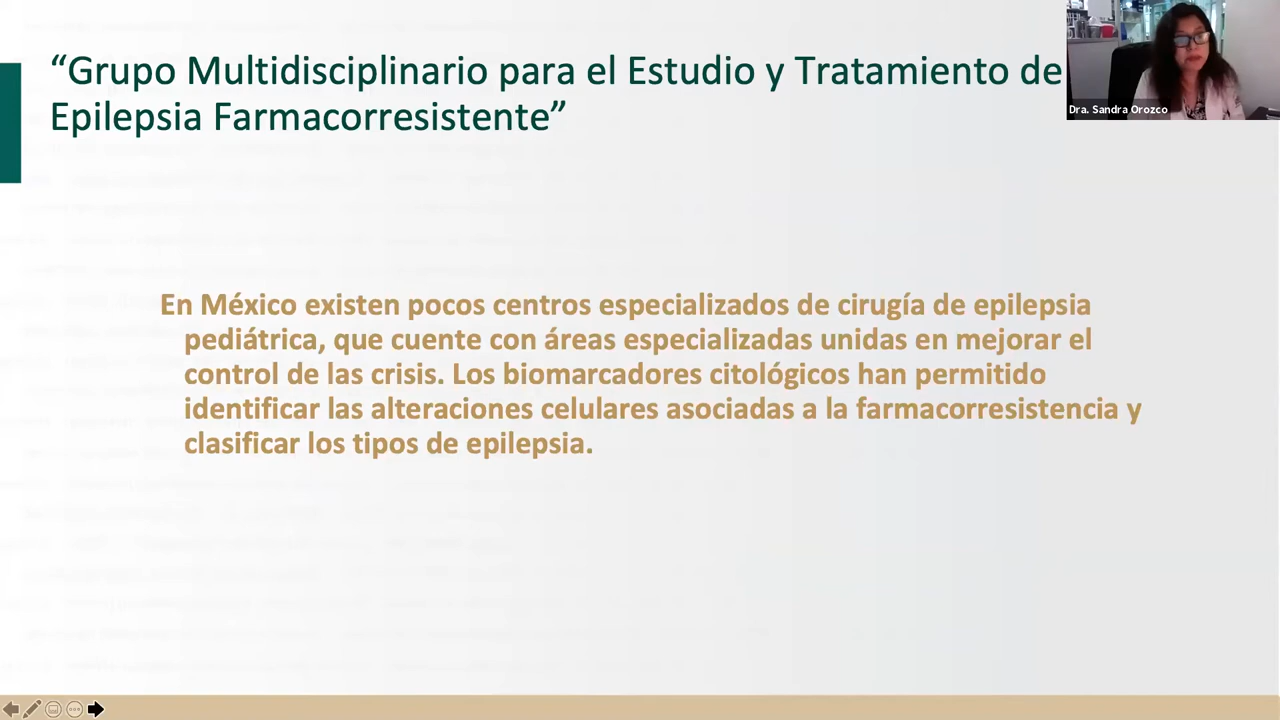 “Grupo Multidisciplinario para el Estudio y Tratamiento de
Epilepsia Farmacorresistente”
Dra. Sandra Orozco
En México existen pocos centros especializados de cirugía de epilepsia
pediátrica, que cuente con áreas especializadas unidas en mejorar el
control de las crisis. Los biomarcadores citológicos han permitido
identificar las alteraciones celulares asociadas a la farmacorresistencia y
clasificar los tipos de epilepsia.